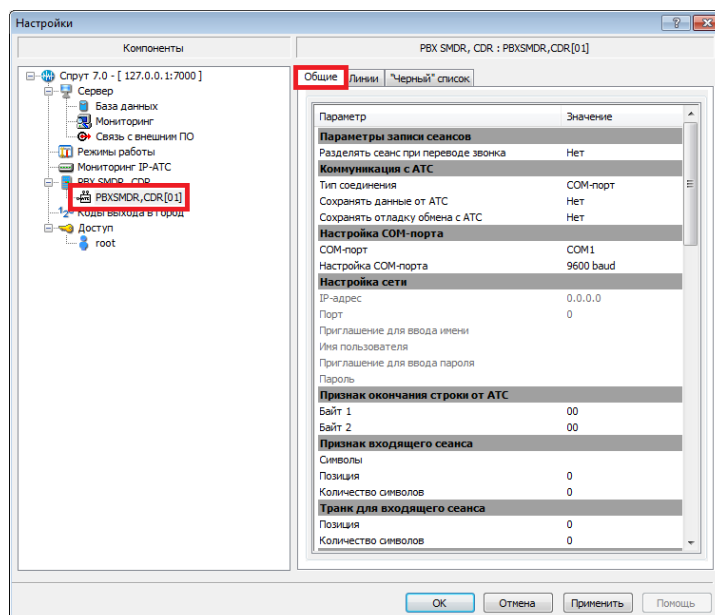 Настройки
Компоненты
PBX SMDR, CDR : PBXSMDR,CDR[01]
Спрут 7.0 - [ 127.0.0.1:7000 ]
Сервер
База данных
Мониторинг
Связь с внешним ПО
Режимы работы
Мониторинг IP-АТС
PBX SMDR, CDR
PBXSMDR,CDR[01]
Коды выхода в город
Доступ
root
Общие Линии "Черный" список
Параметр Значение
Параметры записи сеансов
Разделять сеанс при переводе звонка Нет
Коммуникация с АТС
Тип соединения COM-порт
Сохранять данные от АТС Нет
Сохранять отладку обмена с АТС Нет
Настройка COM-порта
COM-порт COM1
Настройка COM-порта 9600 baud
Настройка сети
IP-адрес 0.0.0.0
Порт 0
Приглашение для ввода имени
Имя пользователя
Приглашение для ввода пароля
Пароль
Признак окончания строки от АТС
Байт 1 00
Байт 2 00
Признак входящего сеанса
Символы
Позиция 0
Количество символов 0
Транк для входящего сеанса
Позиция 0
Количество символов 0
OK Отмена Применить Помощь